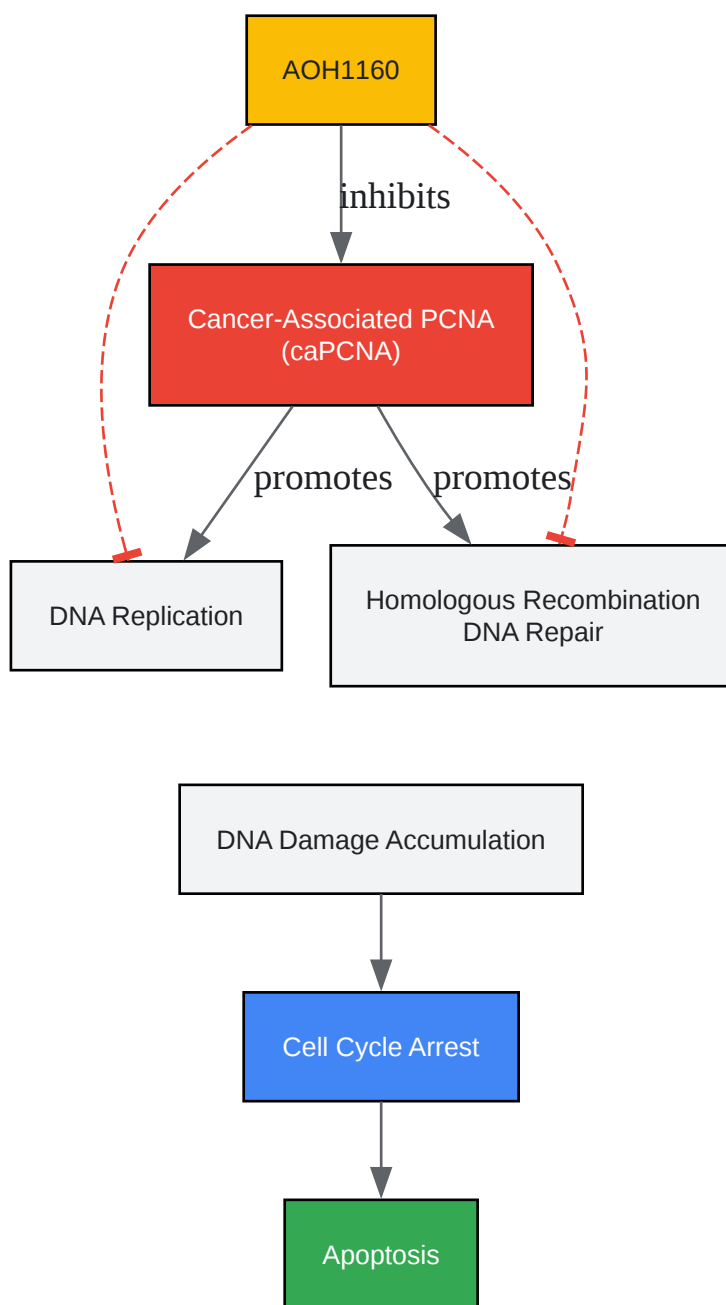 AOH1160
inhibits
Cancer-Associated PCNA
(caPCNA)
promotes
promotes
DNA Replication
Homologous Recombination
DNA Repair
DNA Damage Accumulation
Cell Cycle Arrest
Apoptosis